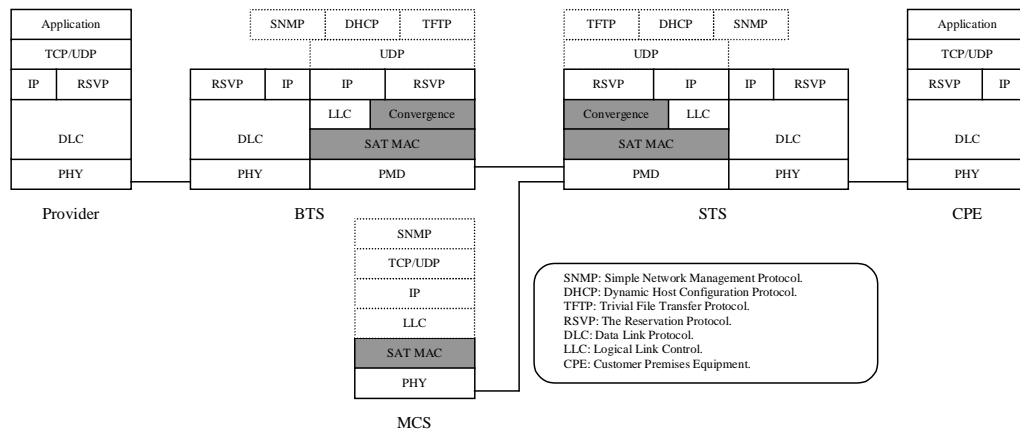 Application
SNMP DHCP TFTP
TFTP DHCP SNMP
Application
TCP/UDP
UDP
UDP
TCP/UDP
IP RSVP
RSVP IP IP RSVP
RSVP IP IP RSVP
RSVP IP
LLC Convergence
Convergence LLC
DLC
DLC
SAT MAC
SAT MAC
DLC
DLC
PHY
PHY PMD
PMD PHY
PHY
Provider
BTS
STS
CPE
SNMP
TCP/UDP
IP
LLC
SAT MAC
PHY
MCS
SNMP: Simple Network Management Protocol.
DHCP: Dynamic Host Configuration Protocol.
TFTP: Trivial File Transfer Protocol.
RSVP: The Reservation Protocol.
DLC: Data Link Protocol.
LLC: Logical Link Control.
CPE: Customer Premises Equipment.